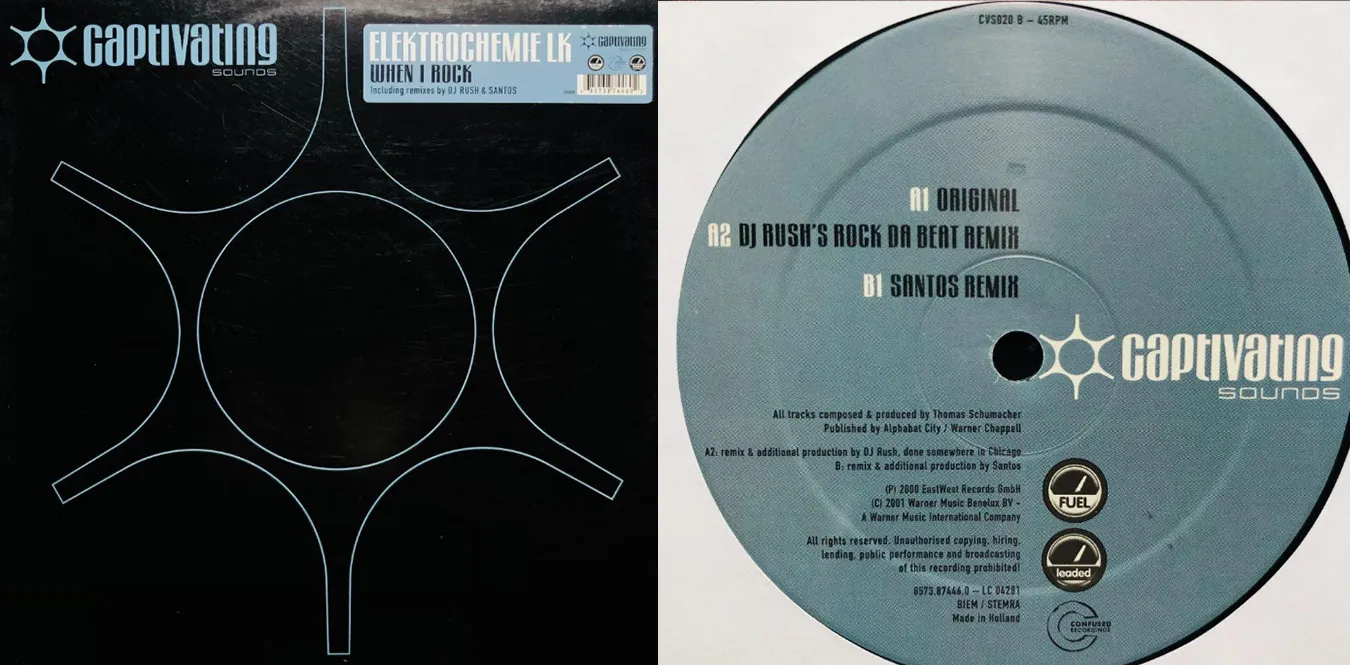 captivating
sounds
ELEKTROCHEMIE LK
WHEN I ROCK
Including remixes by DJ RUSH & SANTOS
captivating
CVS020 B – 45RPM
A1 ORIGINAL
A2 DJ RUSH'S ROCK DA BEAT REMIX
B1 SANTOS REMIX
captivating
sounds
All tracks composed & produced by Thomas Schumacher
Published by Alphabet City / Warner Chappell
A2: remix & additional production by DJ Rush, done somewhere in Chicago
B: remix & additional production by Santos
(P) 2000 EastWest Records GmbH
(C) 2001 Warner Music Benelux BV –
A Warner Music International Company
All rights reserved. Unauthorised copying, hiring,
lending, public performance and broadcasting
of this recording prohibited!
8573.87446.0 – LC 04281
BIEM / STEMRA
Made in Holland
FUEL
leaded
CONFUSED
RECORDINGS